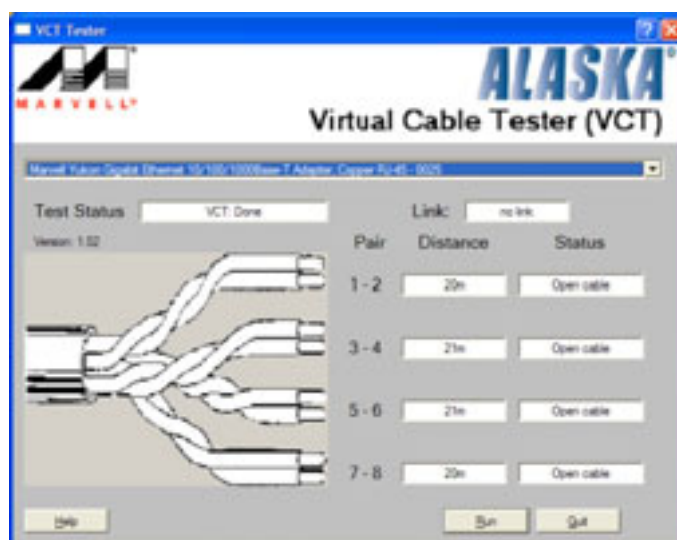 VCT Tester
MARVELL®
ALASKA®
Virtual Cable Tester (VCT)
Marvell Yukon Gigabit Ethernet 10/100/1000Base-T Adapter, Copper RJ-45 - 0025
Test Status VCT: Done Link: no link
Version: 1.02 Pair Distance Status
1 - 2 20m Open cable
3 - 4 21m Open cable
5 - 6 21m Open cable
7 - 8 20m Open cable
Help Run Quit